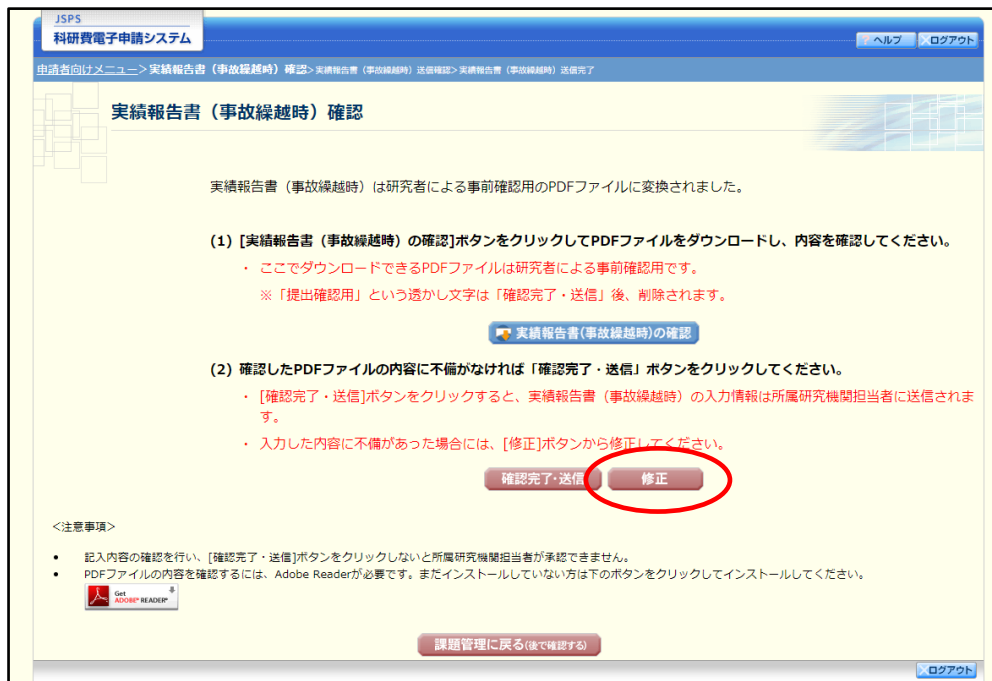 JSPS
科研費電子申請システム
? ヘルプ
ログアウト
申請者向けメニュー>実績報告書（事故繰越時）確認>実績報告書（事故繰越時）送信確認>実績報告書（事故繰越時）送信完了
実績報告書（事故繰越時）確認
実績報告書（事故繰越時）は研究者による事前確認用のPDFファイルに変換されました。
(1) [実績報告書（事故繰越時）の確認]ボタンをクリックしてPDFファイルをダウンロードし、内容を確認してください。
・ ここでダウンロードできるPDFファイルは研究者による事前確認用です。
※「提出確認用」という透かし文字は「確認完了・送信」後、削除されます。
実績報告書(事故繰越時)の確認
(2) 確認したPDFファイルの内容に不備がなければ「確認完了・送信」ボタンをクリックしてください。
・ [確認完了・送信]ボタンをクリックすると、実績報告書（事故繰越時）の入力情報は所属研究機関担当者に送信されま
す。
・ 入力した内容に不備があった場合には、[修正]ボタンから修正してください。
確認完了･送信
修正
<注意事項>
• 記入内容の確認を行い、[確認完了・送信]ボタンをクリックしないと所属研究機関担当者が承認できません。
• PDFファイルの内容を確認するには、Adobe Readerが必要です。まだインストールしていない方は下のボタンをクリックしてインストールしてください。
Get
ADOBE® READER®
課題管理に戻る(後で確認する)
ログアウト